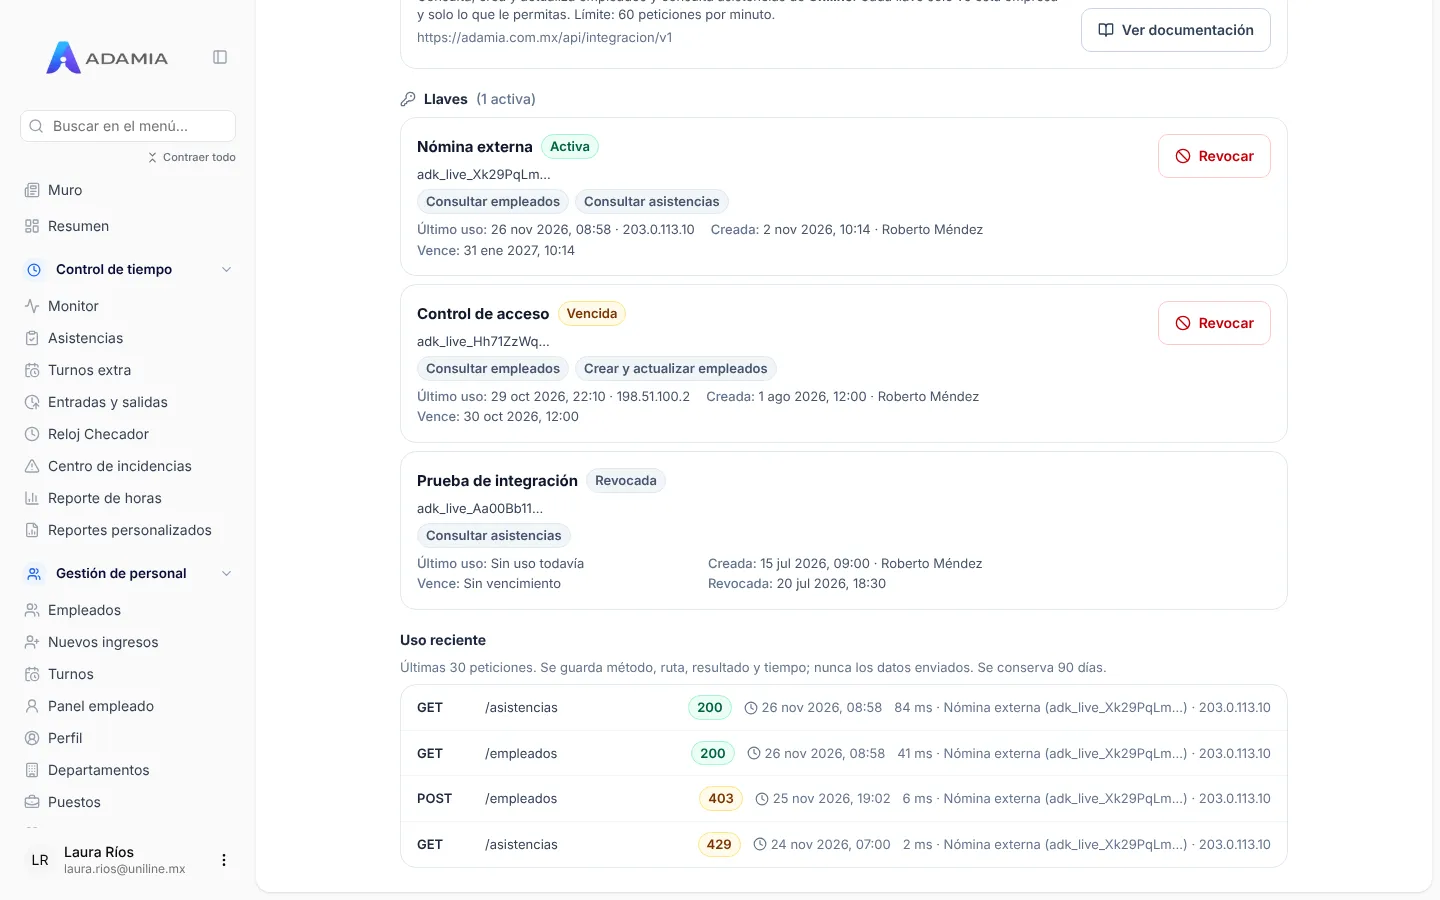 ADAMIA
Buscar en el menú...
Contraer todo
Muro
Resumen
Control de tiempo
Monitor
Asistencias
Turnos extra
Entradas y salidas
Reloj Checador
Centro de incidencias
Reporte de horas
Reportes personalizados
Gestión de personal
Empleados
Nuevos ingresos
Turnos
Panel empleado
Perfil
Departamentos
Puestos
LR
Laura Ríos
laura.rios@uniline.mx
y solo lo que le permitas. Límite: 60 peticiones por minuto.
https://adamia.com.mx/api/integracion/v1
Ver documentación
Llaves (1 activa)
Nómina externa Activa
Revocar
adk_live_Xk29PqLm...
Consultar empleados Consultar asistencias
Último uso: 26 nov 2026, 08:58 · 203.0.113.10 Creada: 2 nov 2026, 10:14 · Roberto Méndez
Vence: 31 ene 2027, 10:14
Control de acceso Vencida
Revocar
adk_live_Hh71ZzWq...
Consultar empleados Crear y actualizar empleados
Último uso: 29 oct 2026, 22:10 · 198.51.100.2 Creada: 1 ago 2026, 12:00 · Roberto Méndez
Vence: 30 oct 2026, 12:00
Prueba de integración Revocada
adk_live_Aa00Bb11...
Consultar asistencias
Último uso: Sin uso todavía Creada: 15 jul 2026, 09:00 · Roberto Méndez
Vence: Sin vencimiento Revocada: 20 jul 2026, 18:30
Uso reciente
Últimas 30 peticiones. Se guarda método, ruta, resultado y tiempo; nunca los datos enviados. Se conserva 90 días.
GET /asistencias 200 26 nov 2026, 08:58 84 ms · Nómina externa (adk_live_Xk29PqLm...) · 203.0.113.10
GET /empleados 200 26 nov 2026, 08:58 41 ms · Nómina externa (adk_live_Xk29PqLm...) · 203.0.113.10
POST /empleados 403 25 nov 2026, 19:02 6 ms · Nómina externa (adk_live_Xk29PqLm...) · 203.0.113.10
GET /asistencias 429 24 nov 2026, 07:00 2 ms · Nómina externa (adk_live_Xk29PqLm...) · 203.0.113.10